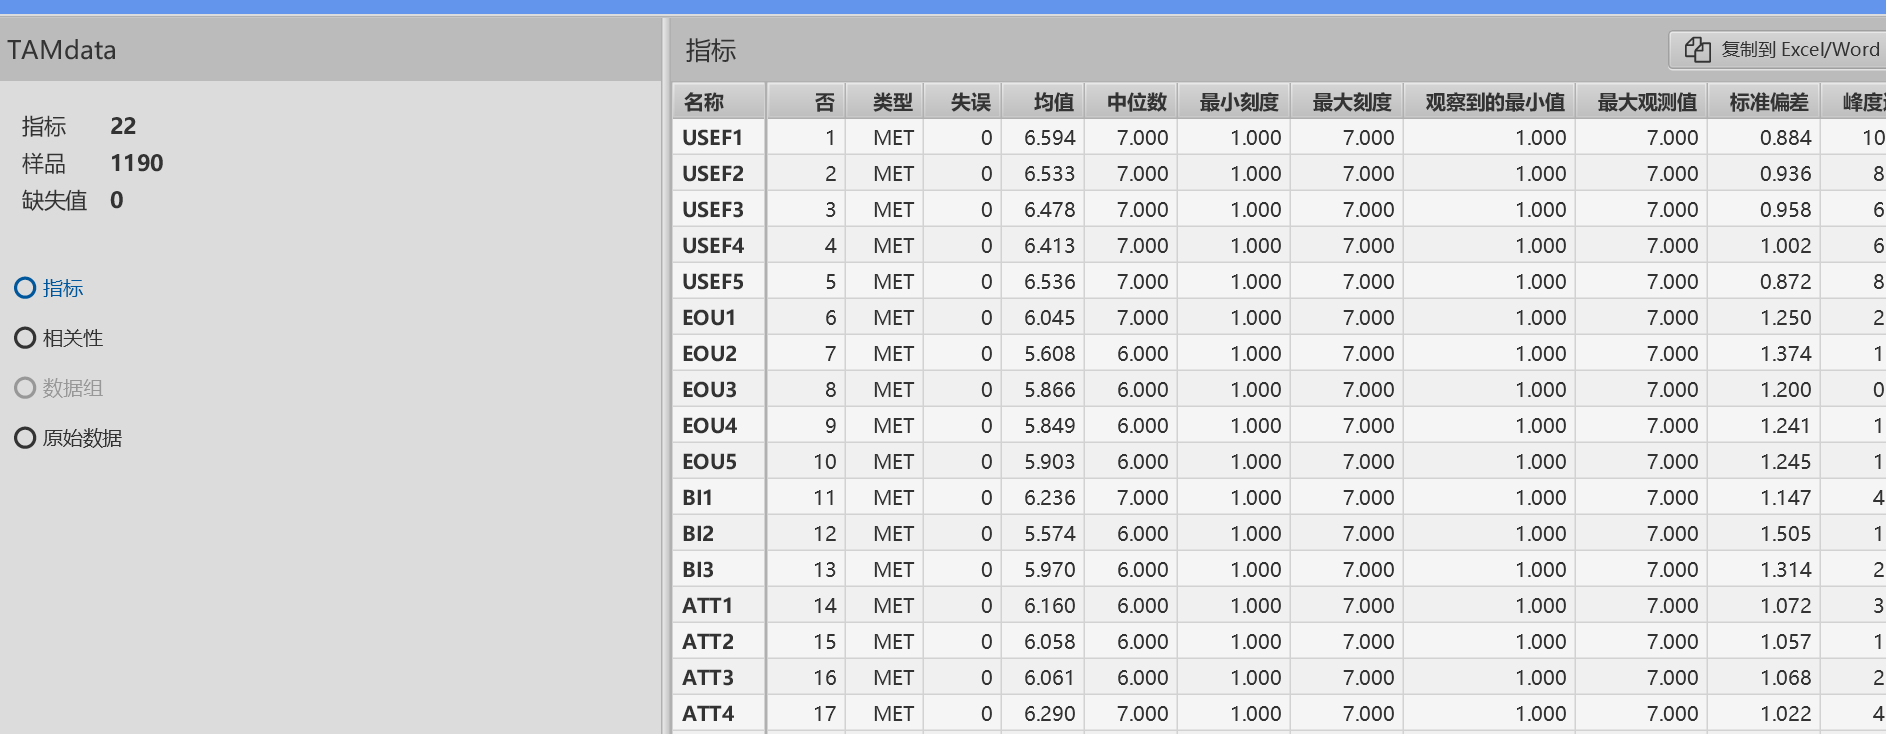 TAMdata
指标 22
样品 1190
缺失值 0
指标
相关性
数据组
原始数据
指标
复制到 Excel/Word
名称 否 类型 失误 均值 中位数 最小刻度 最大刻度 观察到的最小值 最大观测值 标准偏差 峰度
USEF1 1 MET 0 6.594 7.000 1.000 7.000 1.000 7.000 0.884 10
USEF2 2 MET 0 6.533 7.000 1.000 7.000 1.000 7.000 0.936 8
USEF3 3 MET 0 6.478 7.000 1.000 7.000 1.000 7.000 0.958 6
USEF4 4 MET 0 6.413 7.000 1.000 7.000 1.000 7.000 1.002 6
USEF5 5 MET 0 6.536 7.000 1.000 7.000 1.000 7.000 0.872 8
EOU1 6 MET 0 6.045 7.000 1.000 7.000 1.000 7.000 1.250 2
EOU2 7 MET 0 5.608 6.000 1.000 7.000 1.000 7.000 1.374 1
EOU3 8 MET 0 5.866 6.000 1.000 7.000 1.000 7.000 1.200 0
EOU4 9 MET 0 5.849 6.000 1.000 7.000 1.000 7.000 1.241 1
EOU5 10 MET 0 5.903 6.000 1.000 7.000 1.000 7.000 1.245 1
BI1 11 MET 0 6.236 7.000 1.000 7.000 1.000 7.000 1.147 4
BI2 12 MET 0 5.574 6.000 1.000 7.000 1.000 7.000 1.505 1
BI3 13 MET 0 5.970 6.000 1.000 7.000 1.000 7.000 1.314 2
ATT1 14 MET 0 6.160 6.000 1.000 7.000 1.000 7.000 1.072 3
ATT2 15 MET 0 6.058 6.000 1.000 7.000 1.000 7.000 1.057 1
ATT3 16 MET 0 6.061 6.000 1.000 7.000 1.000 7.000 1.068 2
ATT4 17 MET 0 6.290 7.000 1.000 7.000 1.000 7.000 1.022 4